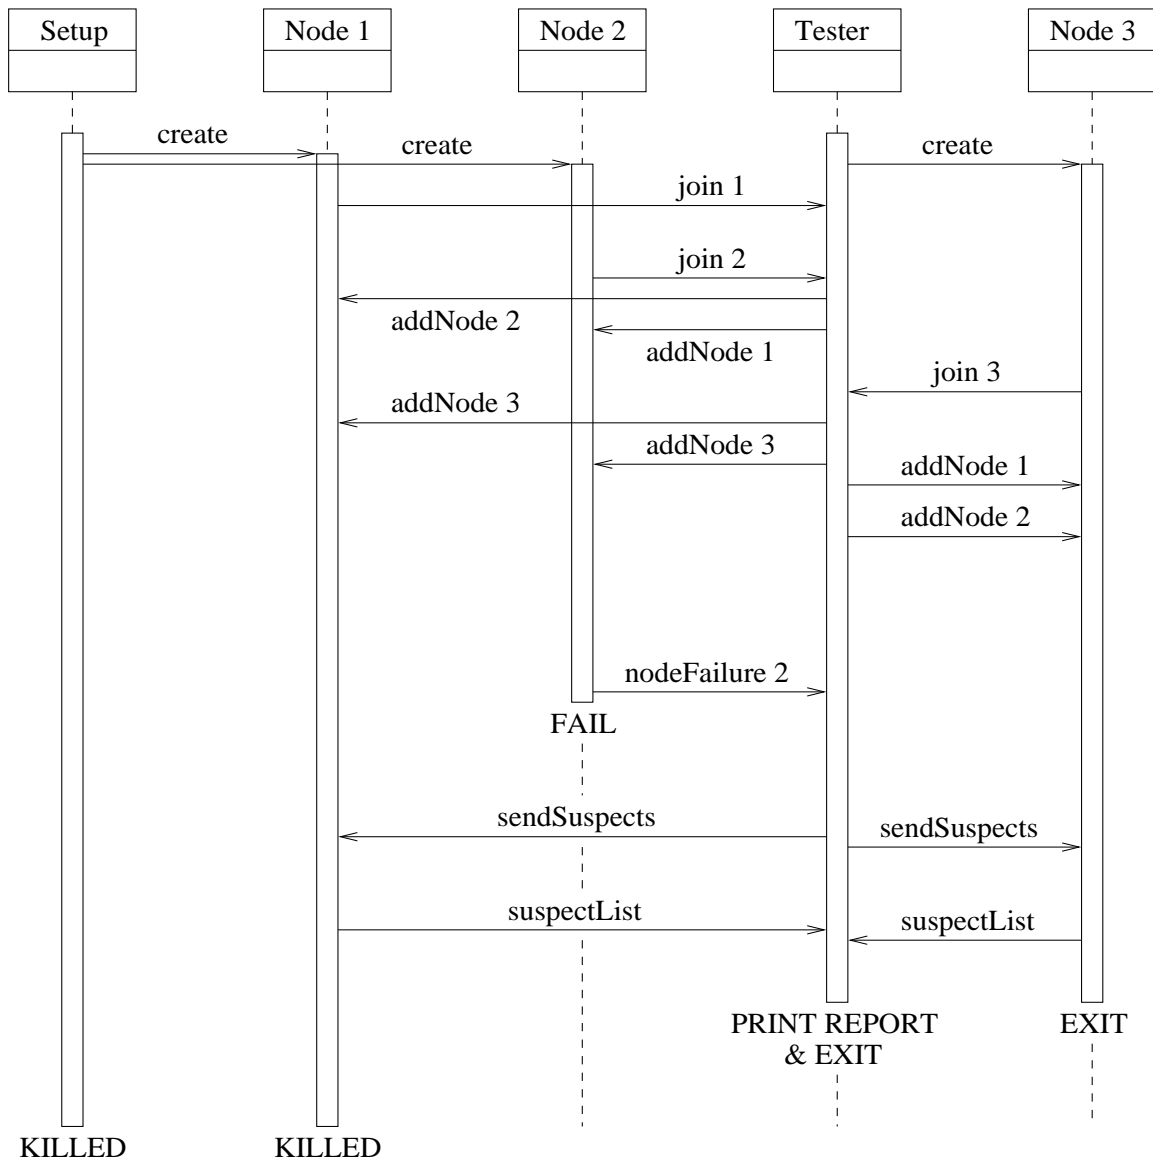 Setup
Node 1
Node 2
Tester
Node 3
create
create
create
join 1
join 2
addNode 2
addNode 1
join 3
addNode 3
addNode 3
addNode 1
addNode 2
nodeFailure 2
FAIL
sendSuspects
sendSuspects
suspectList
suspectList
PRINT REPORT
& EXIT
EXIT
KILLED
KILLED